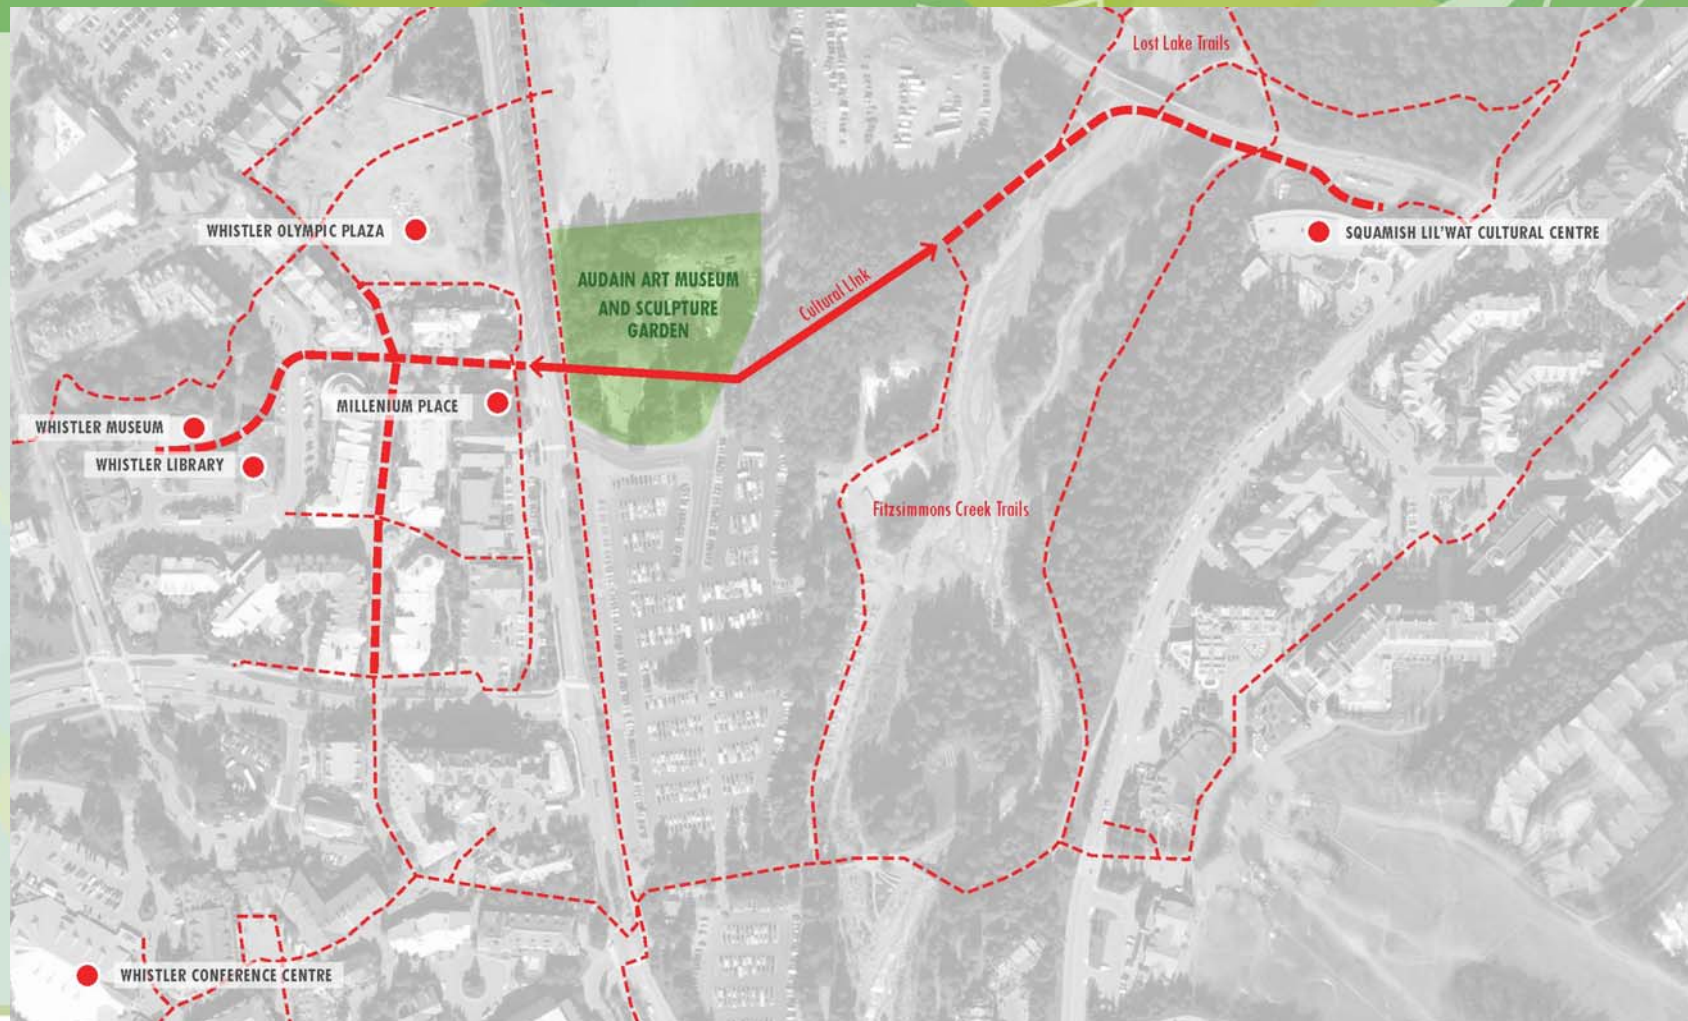 Lost Lake Trails
WHISTLER OLYMPIC PLAZA
SQUAMISH LIL'WAT CULTURAL CENTRE
AUDAIN ART MUSEUM
AND SCULPTURE
GARDEN
Cultural LInk
MILLENIUM PLACE
WHISTLER MUSEUM
WHISTLER LIBRARY
Fitzsimmons Creek Trails
WHISTLER CONFERENCE CENTRE